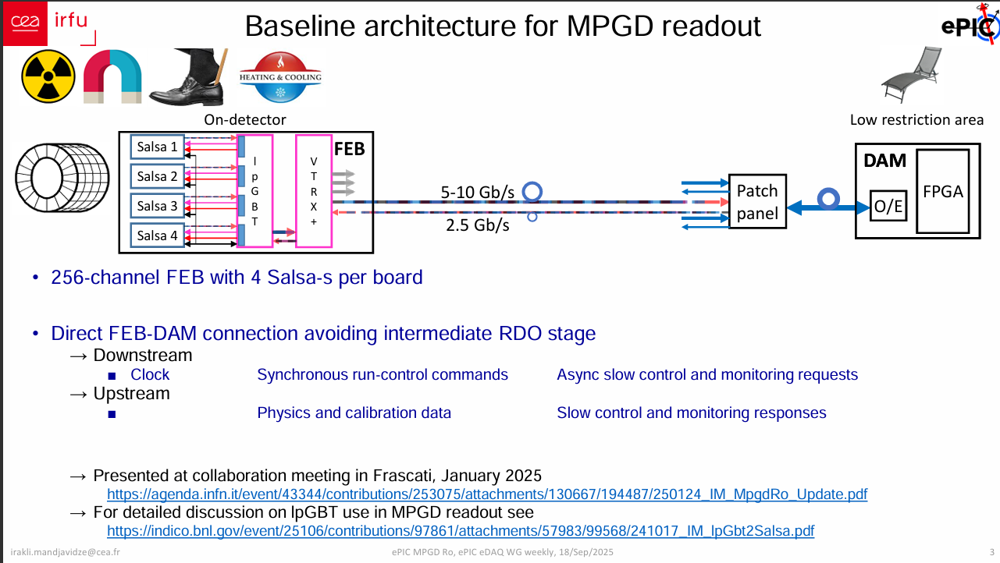 cea irfu
Baseline architecture for MPGD readout
ePIC
HEATING & COOLING
On-detector
Low restriction area
Salsa 1
Salsa 2
Salsa 3
Salsa 4
lpGBT
VTRX+
FEB
5-10 Gb/s
2.5 Gb/s
Patch
panel
DAM
O/E
FPGA
• 256-channel FEB with 4 Salsa-s per board
• Direct FEB-DAM connection avoiding intermediate RDO stage
→ Downstream
▪ Clock Synchronous run-control commands Async slow control and monitoring requests
→ Upstream
▪ Physics and calibration data Slow control and monitoring responses
→ Presented at collaboration meeting in Frascati, January 2025
https://agenda.infn.it/event/43344/contributions/253075/attachments/130667/194487/250124_IM_MpgdRo_Update.pdf
→ For detailed discussion on lpGBT use in MPGD readout see
https://indico.bnl.gov/event/25106/contributions/97861/attachments/57983/99568/241017_IM_lpGbt2Salsa.pdf
irakli.mandjavidze@cea.fr
ePIC MPGD Ro, ePIC eDAQ WG weekly, 18/Sep/2025
3